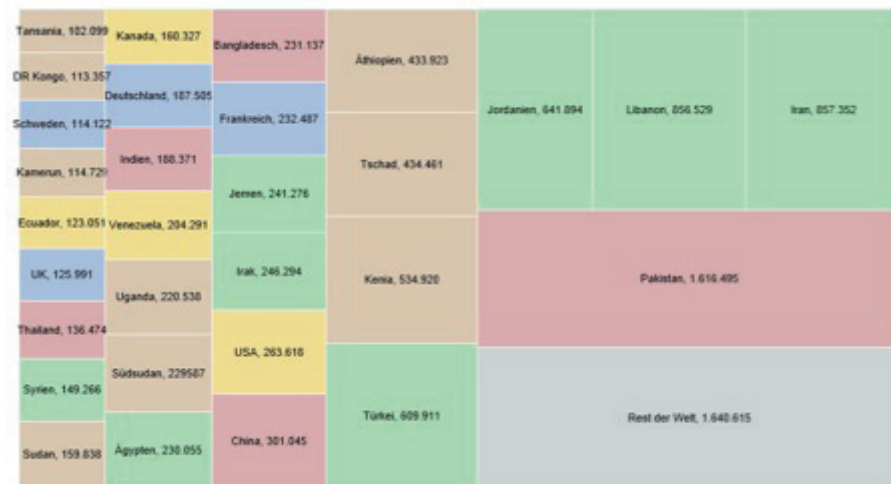 Tansania, 102.099
DR Kongo, 113.357
Schweden, 114.122
Kamerun, 114.729
Ecuador, 123.051
UK, 125.991
Thailand, 136.474
Syrien, 149.266
Sudan, 159.838
Kanada, 160.327
Deutschland, 187.505
Indien, 188.371
Venezuela, 204.291
Uganda, 220.538
Südsudan, 229587
Ägypten, 230.055
Bangladesch, 231.137
Frankreich, 232.487
Jemen, 241.276
Irak, 246.294
USA, 263.618
China, 301.045
Äthiopien, 433.923
Tschad, 434.461
Kenia, 534.920
Türkei, 609.911
Jordanien, 641.894
Libanon, 856.529
Iran, 857.352
Pakistan, 1.616.495
Rest der Welt, 1.640.615